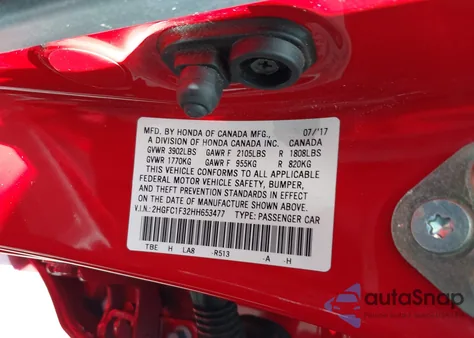 MFD. BY HONDA OF CANADA MFG., 07/'17
A DIVISION OF HONDA CANADA INC. CANADA
GVWR 3902LBS GAWR F 2105LBS R 1808LBS
GVWR 1770KG GAWR F 955KG R 820KG
THIS VEHICLE CONFORMS TO ALL APPLICABLE
FEDERAL MOTOR VEHICLE SAFETY, BUMPER,
AND THEFT PREVENTION STANDARDS IN EFFECT
ON THE DATE OF MANUFACTURE SHOWN ABOVE.
V.I.N.: 2HGFC1F32HH653477 TYPE: PASSENGER CAR
TBE H LA8 -R513 -A -H
autoSnap